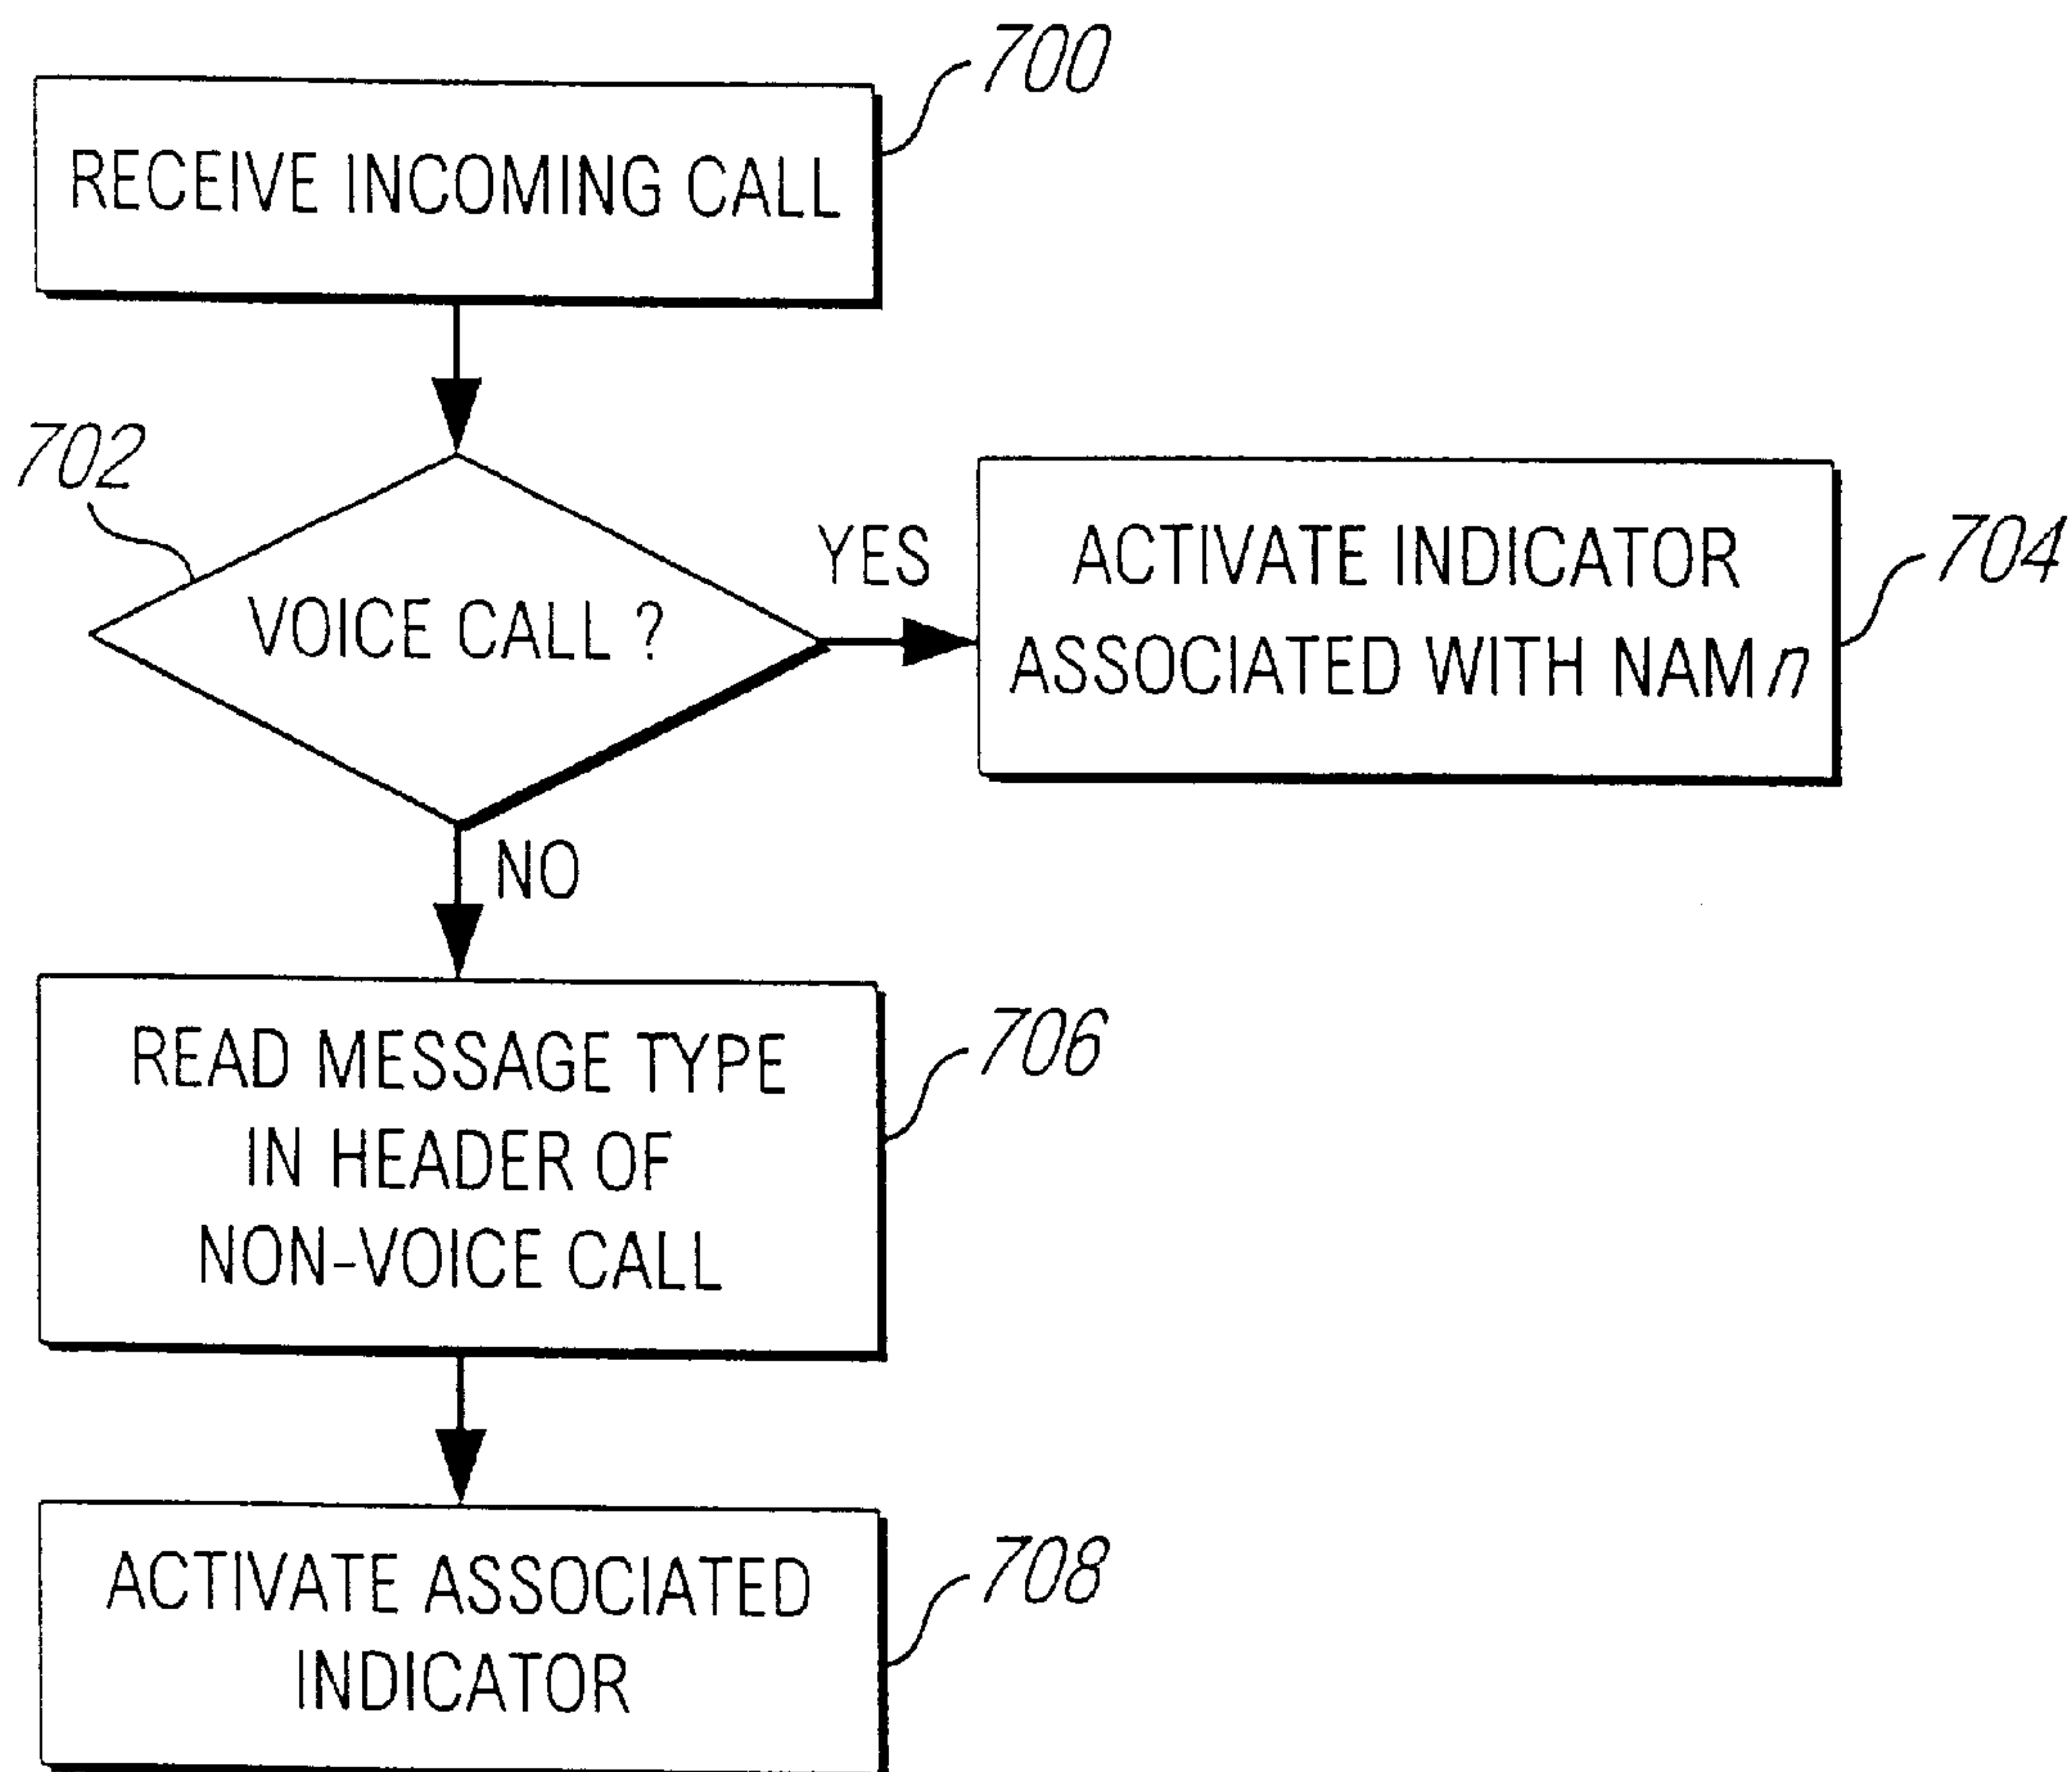 700
RECEIVE INCOMING CALL
702
VOICE CALL ?
YES
ACTIVATE INDICATOR
ASSOCIATED WITH NAM n
704
NO
READ MESSAGE TYPE
IN HEADER OF
NON-VOICE CALL
706
ACTIVATE ASSOCIATED
INDICATOR
708